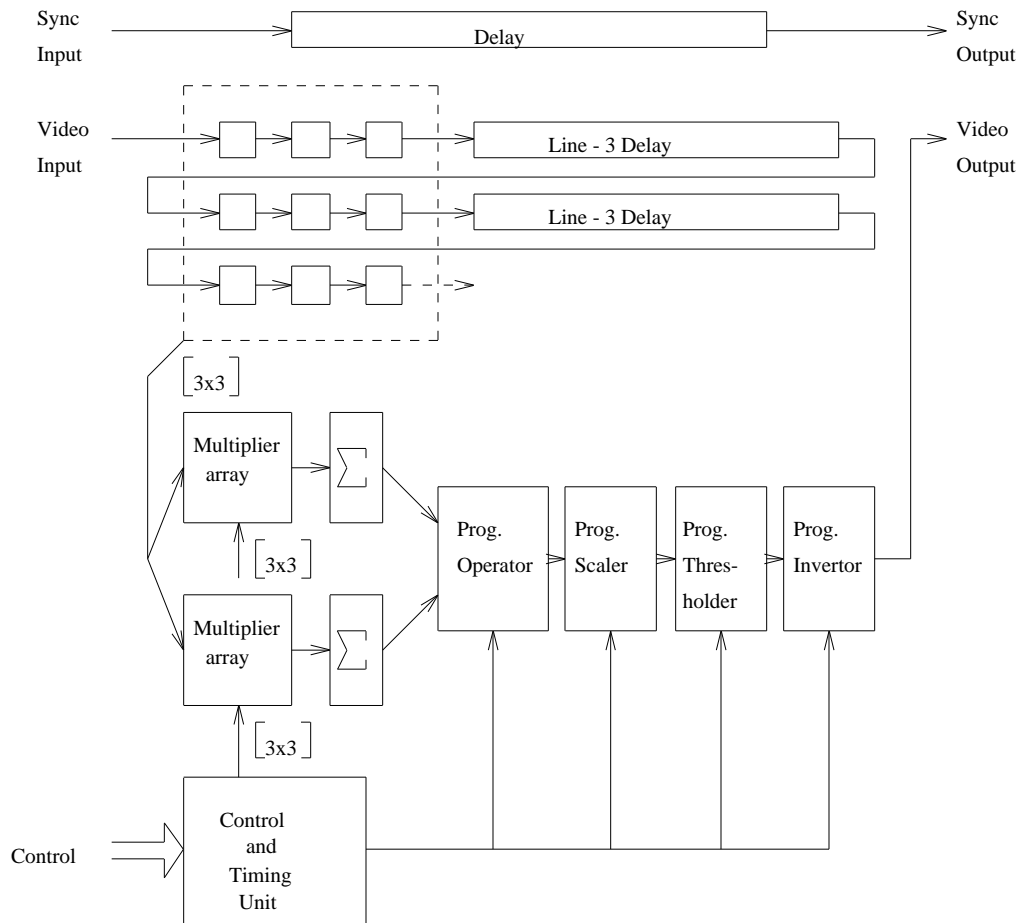 Sync
Input
Delay
Sync
Output
Video
Input
Line - 3 Delay
Video
Output
Line - 3 Delay
3x3
Multiplier
array
∑
Prog.
Operator
Prog.
Scaler
Prog.
Thres-
holder
Prog.
Invertor
3x3
Multiplier
array
∑
3x3
Control
Control
and
Timing
Unit